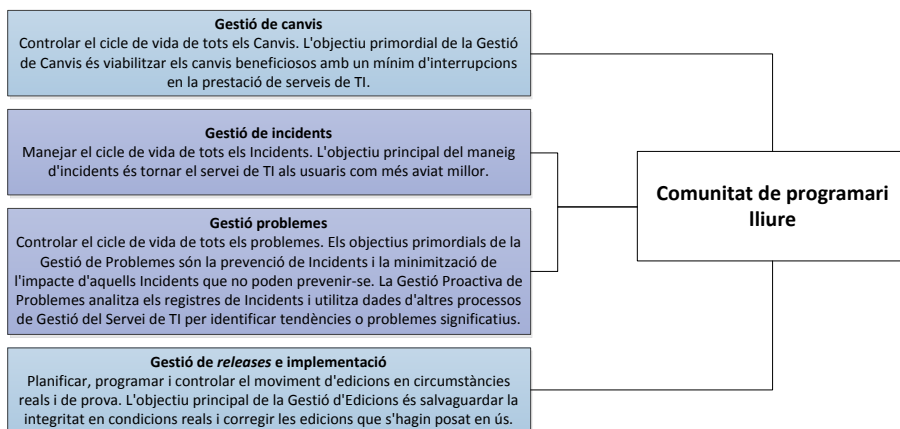 Gestió de canvis
Controlar el cicle de vida de tots els Canvis. L'objectiu primordial de la Gestió
de Canvis és viabilitzar els canvis beneficiosos amb un mínim d'interrupcions
en la prestació de serveis de TI.
Gestió de incidents
Manejar el cicle de vida de tots els Incidents. L'objectiu principal del maneig
d'incidents és tornar el servei de TI als usuaris com més aviat millor.
Gestió problemes
Controlar el cicle de vida de tots els problemes. Els objectius primordials de la
Gestió de Problemes són la prevenció de Incidents i la minimització de
l'impacte d'aquells Incidents que no poden prevenir-se. La Gestió Proactiva de
Problemes analitza els registres de Incidents i utilitza dades d'altres processos
de Gestió del Servei de TI per identificar tendències o problemes significatius.
Gestió de releases e implementació
Planificar, programar i controlar el moviment d'edicions en circumstàncies
reals i de prova. L'objectiu principal de la Gestió d'Edicions és salvaguardar la
integritat en condicions reals i corregir les edicions que s'hagin posat en ús.
Comunitat de programari
lliure